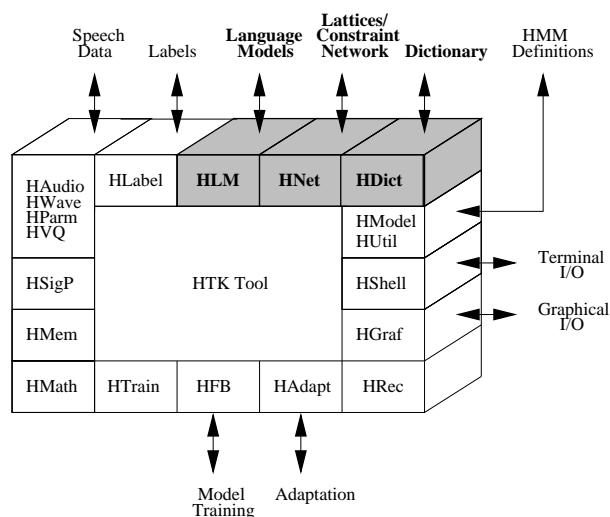 Speech
Data
Labels
Language
Models
Lattices/
Constraint
Network
Dictionary
HMM
Definitions
HAudio
HWave
HParm
HVQ
HLabel
HLM
HNet
HDict
HModel
HUtil
HSigP
HTK Tool
HShell
Terminal
I/O
HMem
HGraf
Graphical
I/O
HMath
HTrain
HFB
HAdapt
HRec
Model
Training
Adaptation